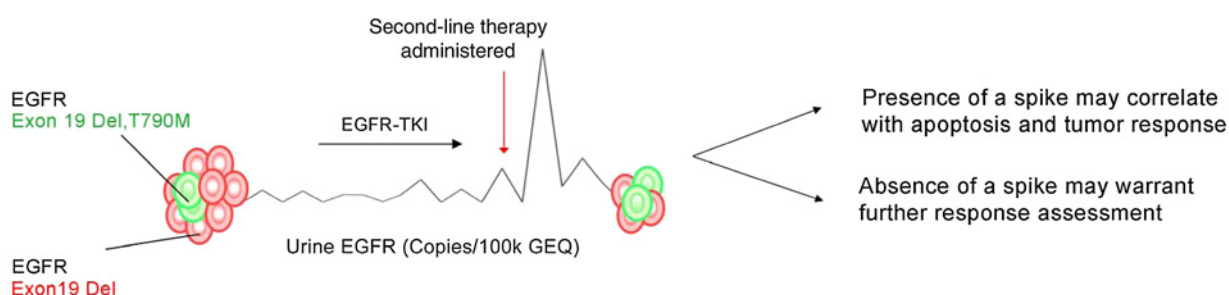 Second-line therapy
administered
EGFR
Exon 19 Del,T790M
EGFR-TKI
Urine EGFR (Copies/100k GEQ)
EGFR
Exon19 Del
Presence of a spike may correlate
with apoptosis and tumor response
Absence of a spike may warrant
further response assessment